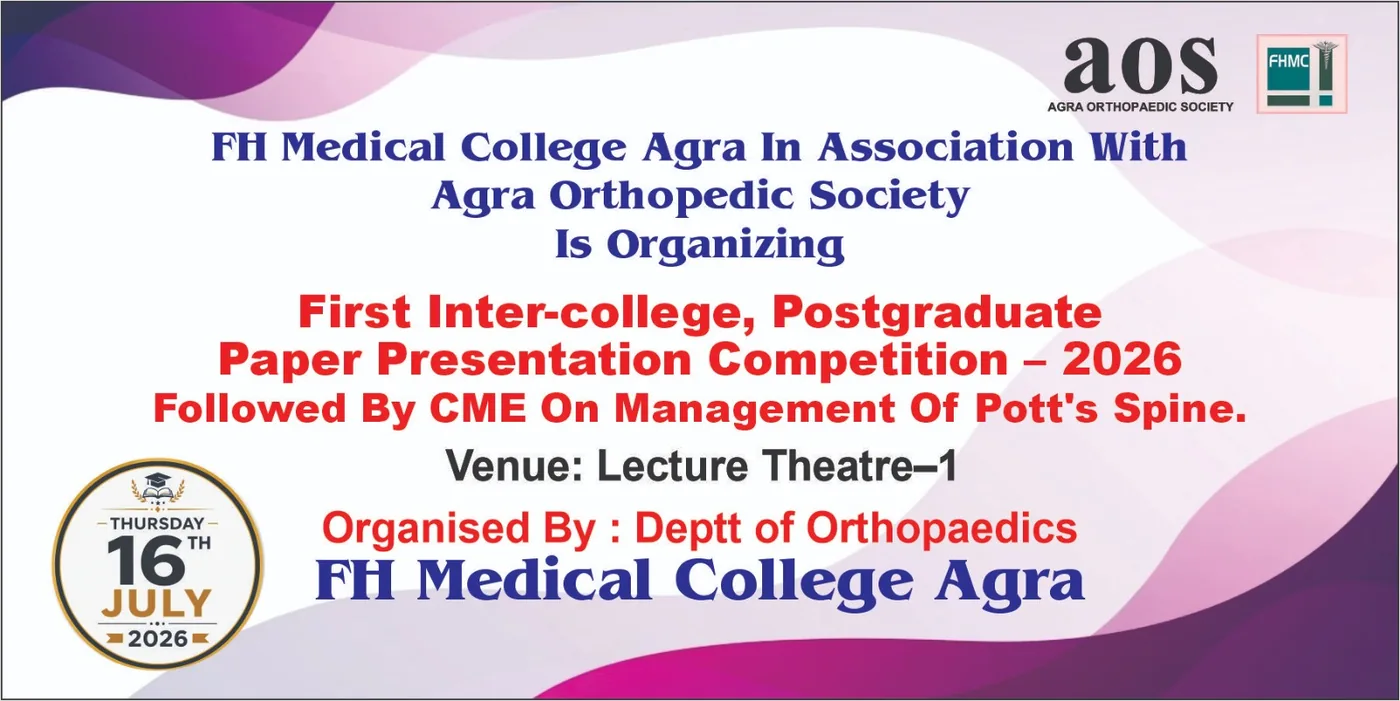 aos
AGRA ORTHOPAEDIC SOCIETY
FHMC
FH Medical College Agra In Association With
Agra Orthopedic Society
Is Organizing
First Inter-college, Postgraduate
Paper Presentation Competition – 2026
Followed By CME On Management Of Pott's Spine.
Venue: Lecture Theatre–1
Organised By : Deptt of Orthopaedics
FH Medical College Agra
THURSDAY
16TH
JULY
2026